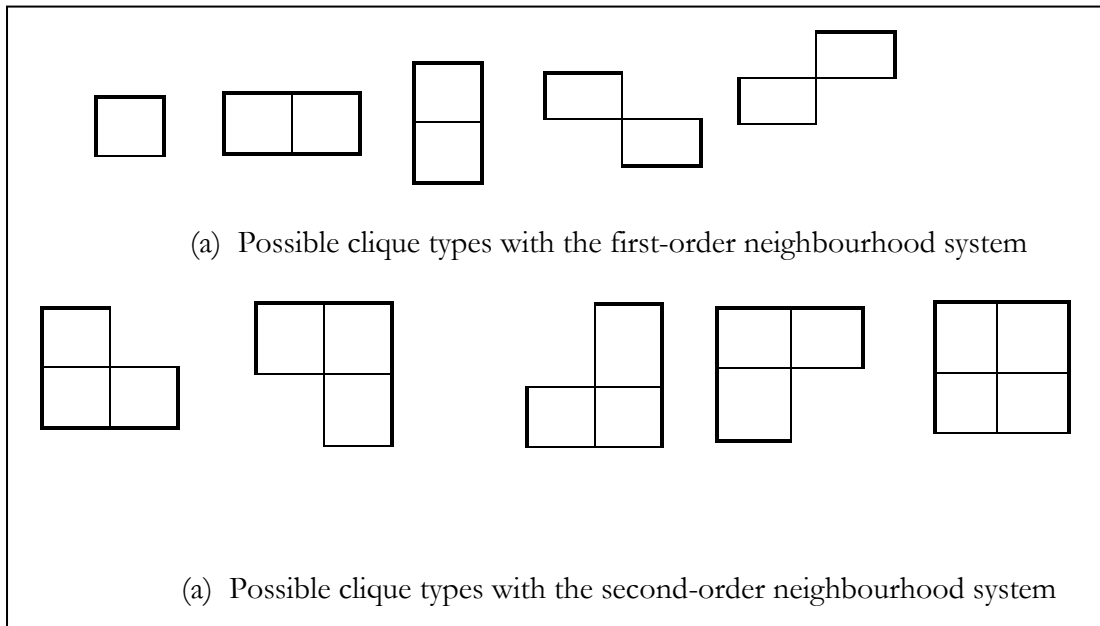 (a) Possible clique types with the first-order neighbourhood system
(a) Possible clique types with the second-order neighbourhood system